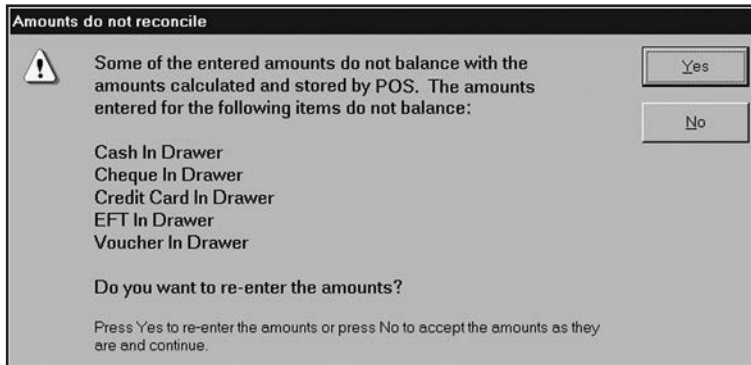 Amounts do not reconcile
Some of the entered amounts do not balance with the
amounts calculated and stored by POS. The amounts
entered for the following items do not balance:
Cash In Drawer
Cheque In Drawer
Credit Card In Drawer
EFT In Drawer
Voucher In Drawer
Do you want to re-enter the amounts?
Press Yes to re-enter the amounts or press No to accept the amounts as they
are and continue.
Yes
No